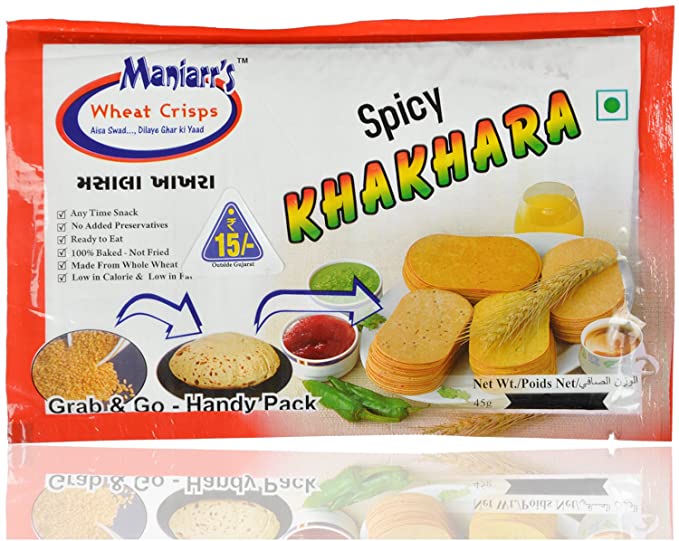 Maniarr's™
Wheat Crisps
Aisa Swad..., Dilaye Ghar ki Yaad
મસાલા ખાખરા
Any Time Snack
No Added Preservatives
Ready to Eat
100% Baked - Not Fried
Made From Whole Wheat
Low in Calorie & Low in Fat
₹
15/-
Outside Gujarat
Spicy
KHAKHARA
Grab & Go - Handy Pack
Net Wt./Poids Net/الوزن الصافي
45g